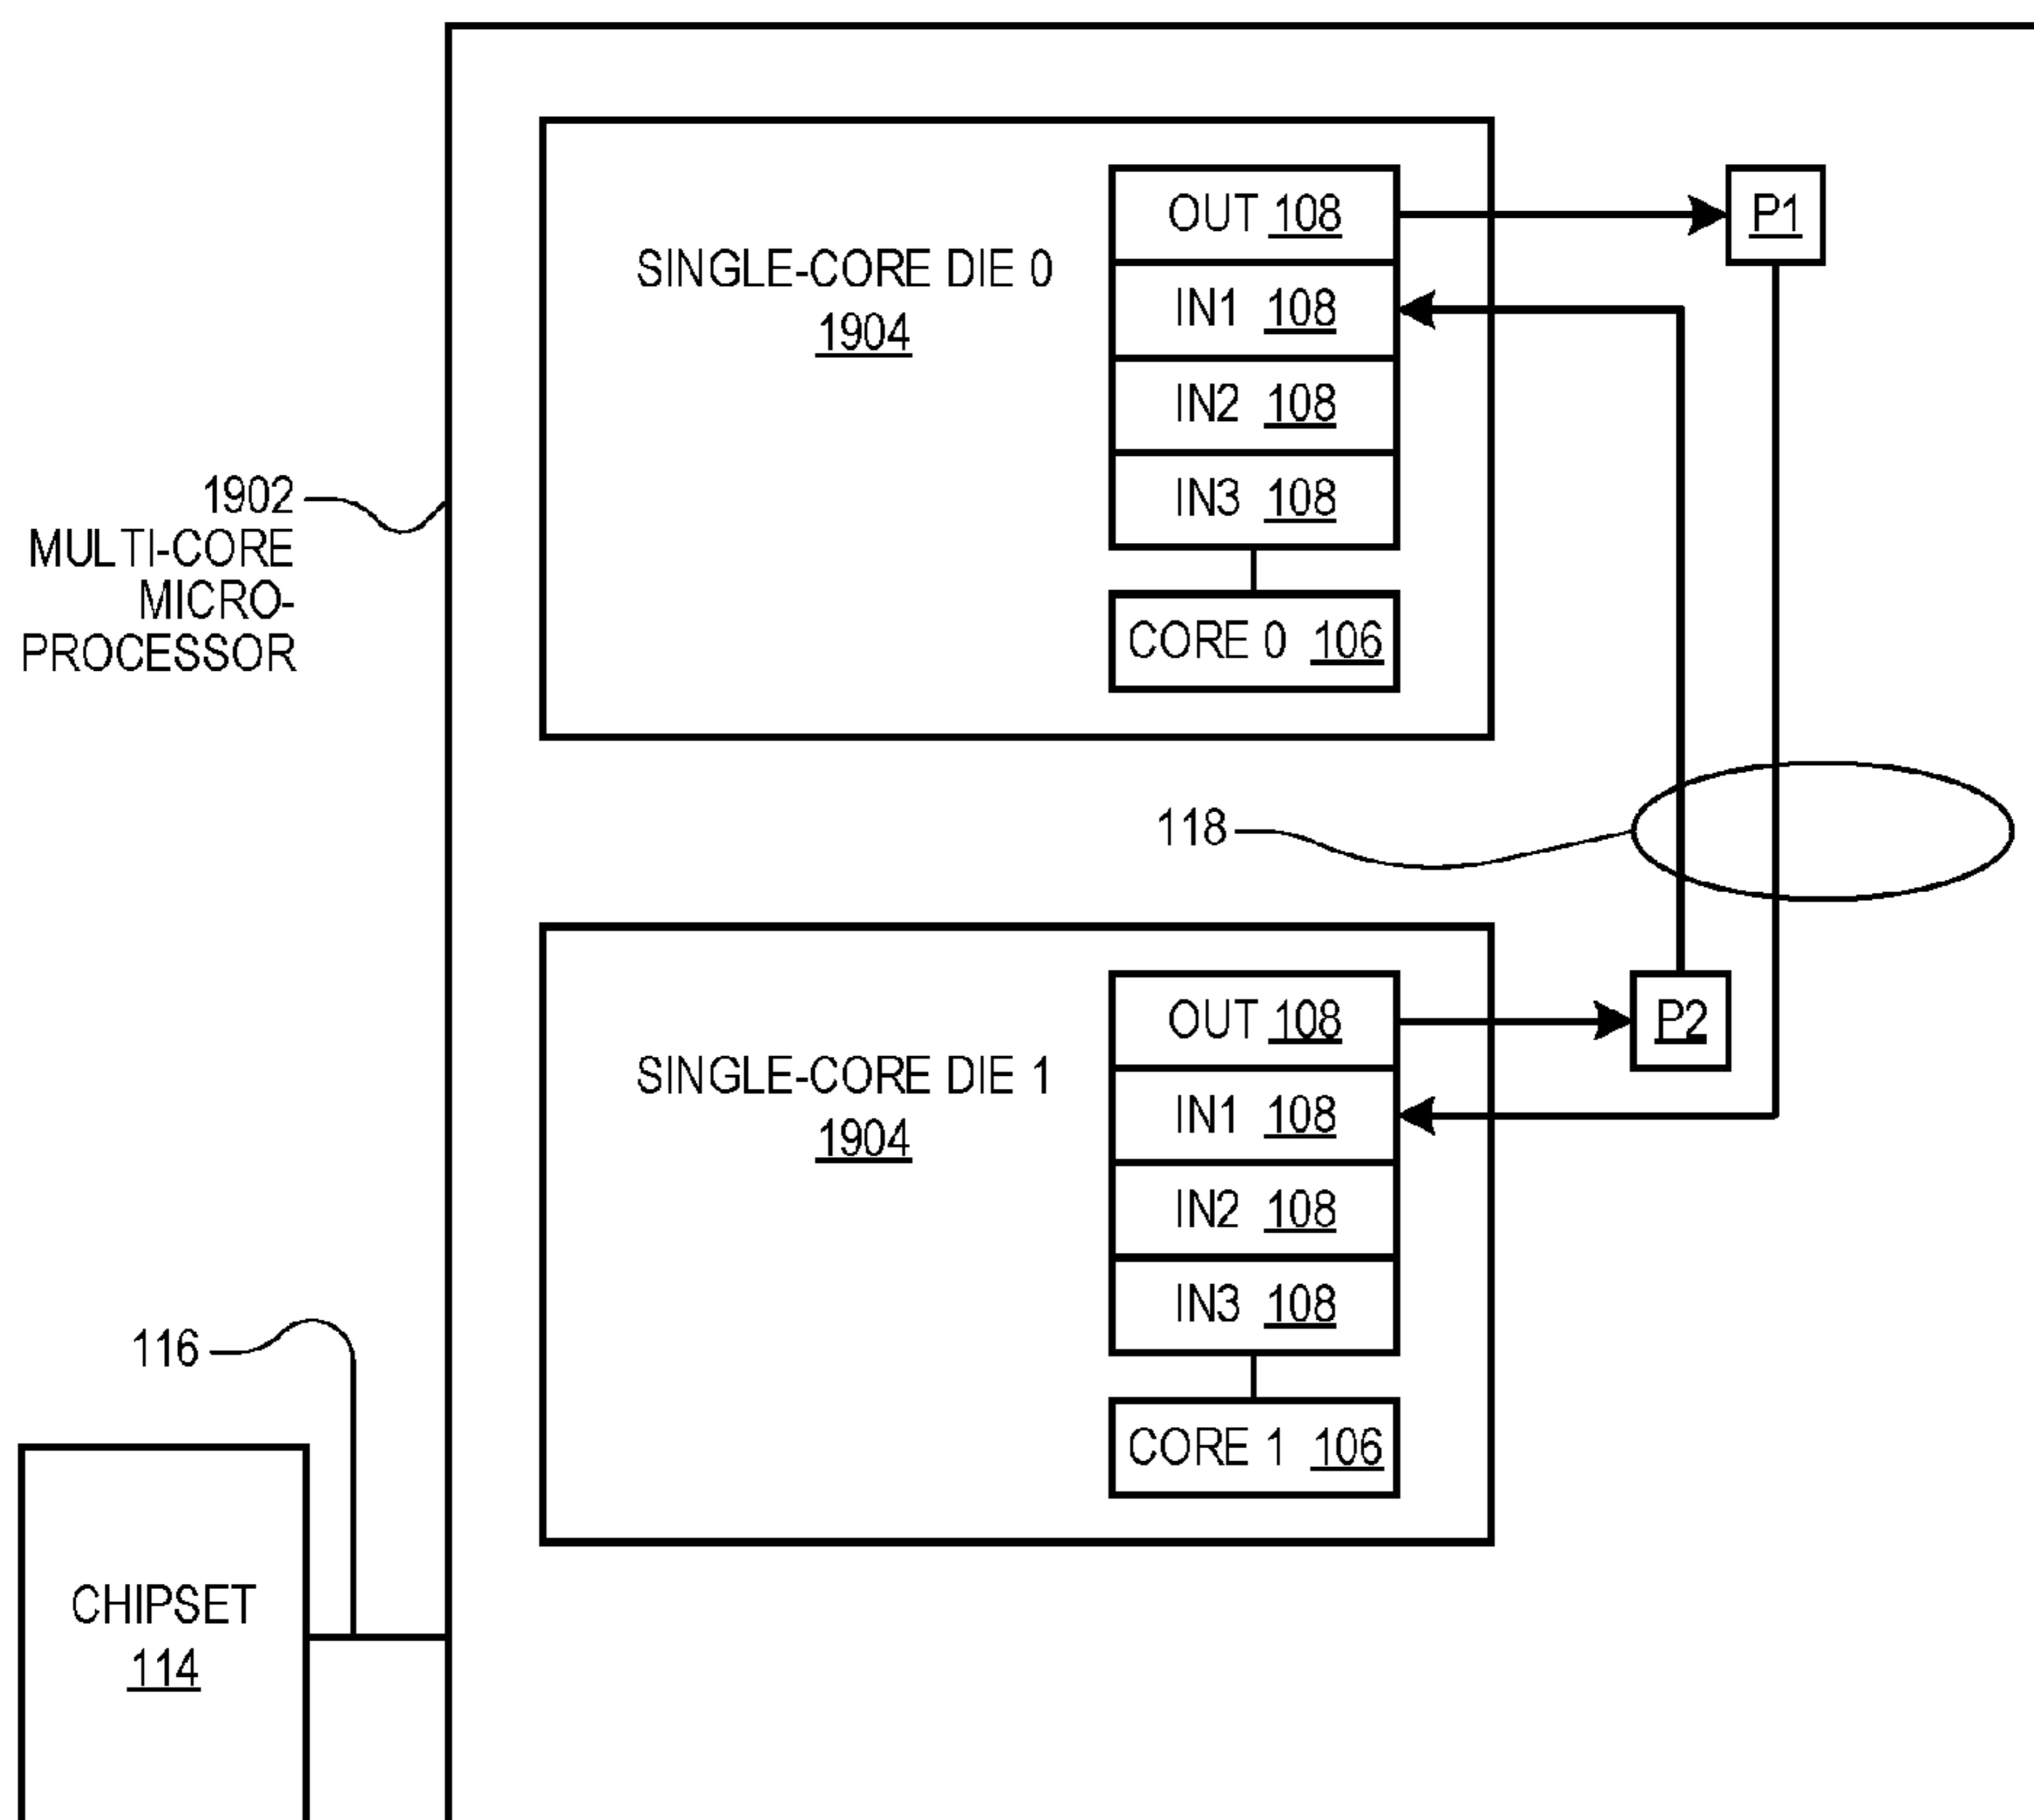 SINGLE-CORE DIE 0
1904
OUT 108
IN1 108
IN2 108
IN3 108
CORE 0 106
P1
1902
MULTI-CORE
MICRO-
PROCESSOR
118
SINGLE-CORE DIE 1
1904
OUT 108
IN1 108
IN2 108
IN3 108
CORE 1 106
P2
116
CHIPSET
114